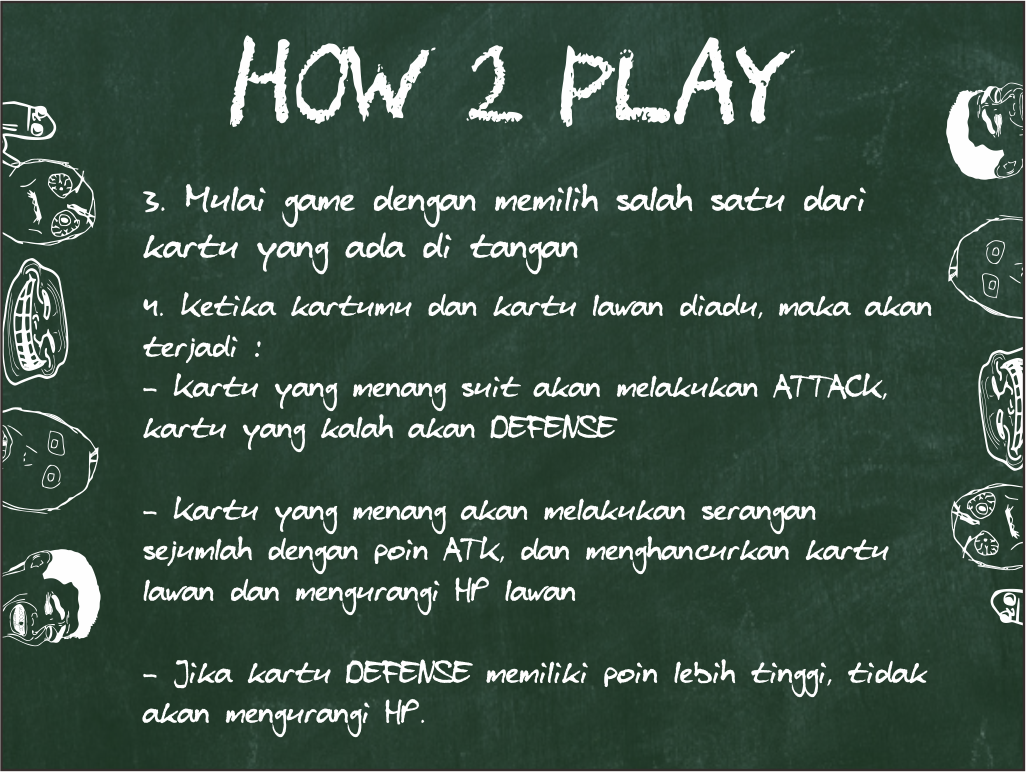 HOW 2 PLAY
3. Mulai game dengan memilih salah satu dari
kartu yang ada di tangan
4. Ketika kartumu dan kartu lawan diadu, maka akan
terjadi :
- Kartu yang menang suit akan melakukan ATTACK,
kartu yang kalah akan DEFENSE
- Kartu yang menang akan melakukan serangan
sejumlah dengan poin ATK, dan menghancurkan kartu
lawan dan mengurangi HP lawan
- Jika kartu DEFENSE memiliki poin lebih tinggi, tidak
akan mengurangi HP.